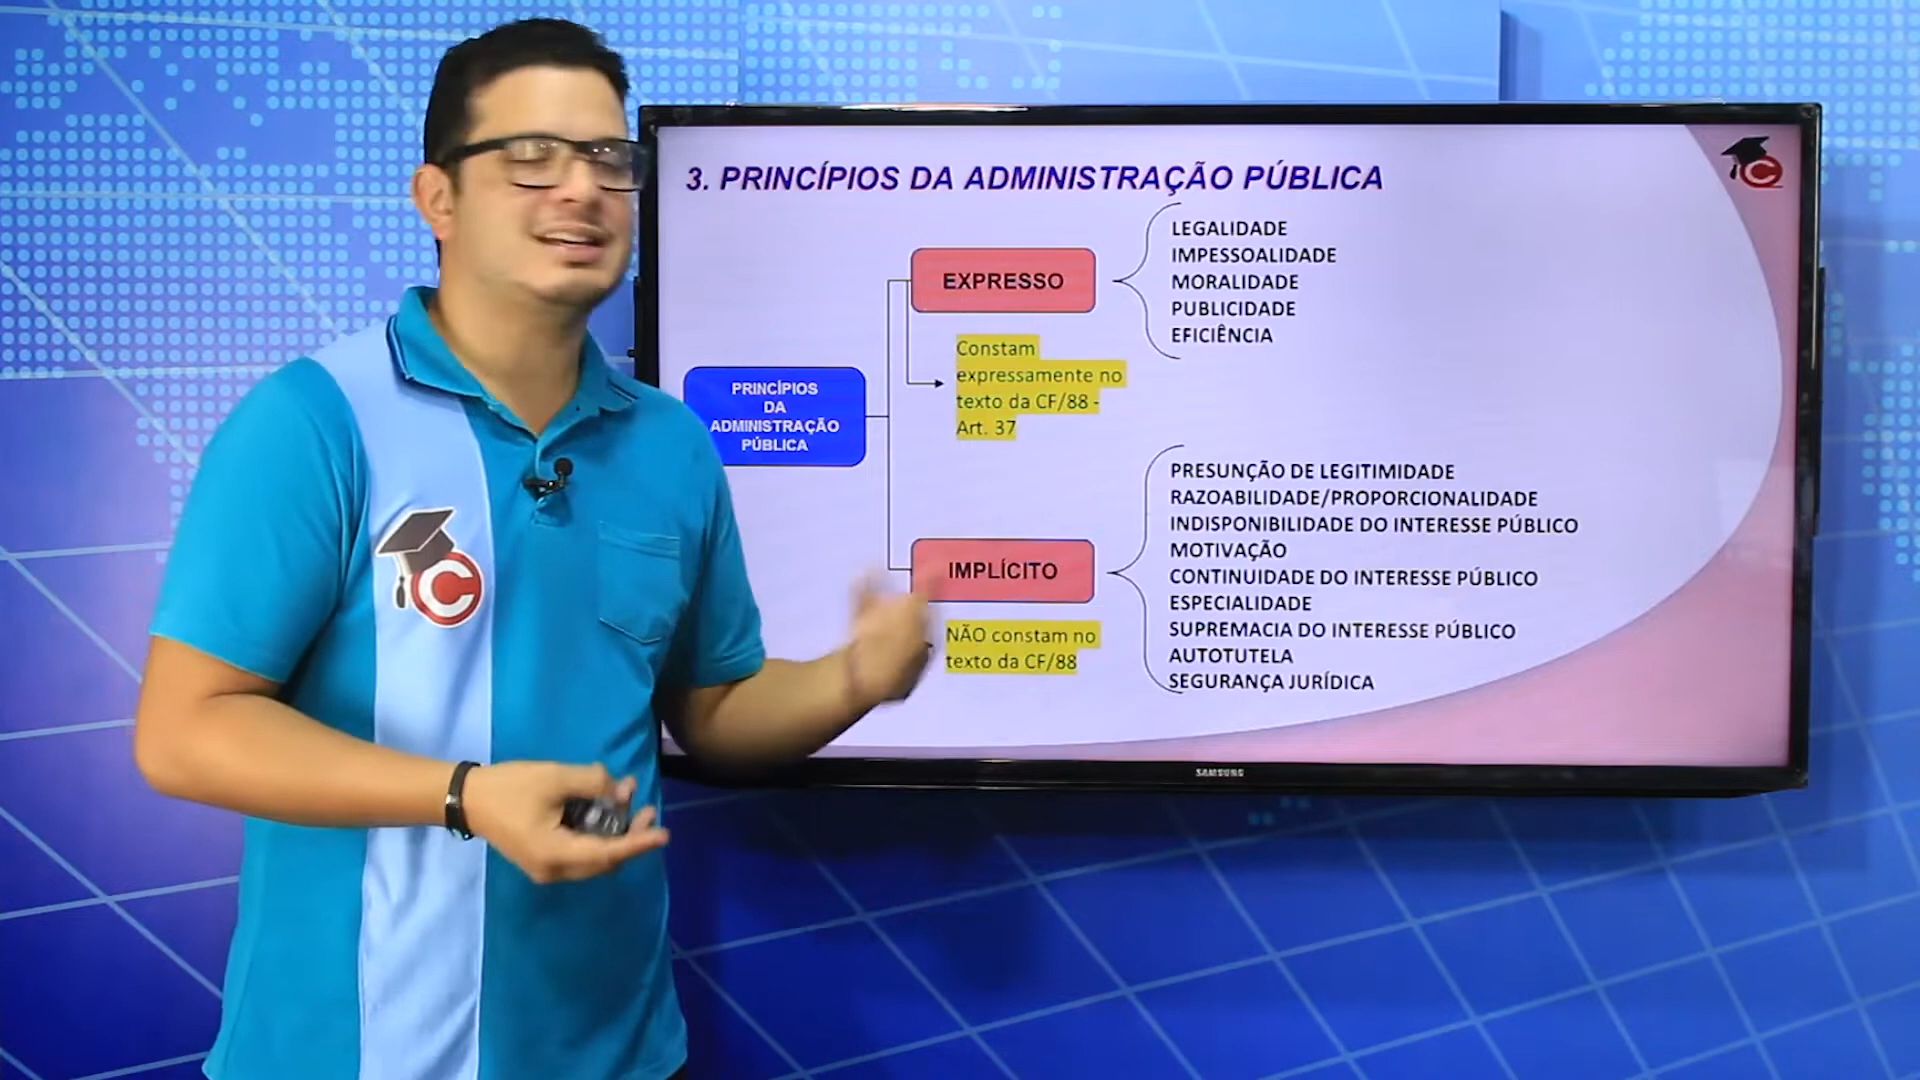 3. PRINCÍPIOS DA ADMINISTRAÇÃO PÚBLICA
PRINCÍPIOS
DA
ADMINISTRAÇÃO
PÚBLICA
EXPRESSO
Constam
expressamente no
texto da CF/88 -
Art. 37
LEGALIDADE
IMPESSOALIDADE
MORALIDADE
PUBLICIDADE
EFICIÊNCIA
IMPLÍCITO
NÃO constam no
texto da CF/88
PRESUNÇÃO DE LEGITIMIDADE
RAZOABILIDADE/PROPORCIONALIDADE
INDISPONIBILIDADE DO INTERESSE PÚBLICO
MOTIVAÇÃO
CONTINUIDADE DO INTERESSE PÚBLICO
ESPECIALIDADE
SUPREMACIA DO INTERESSE PÚBLICO
AUTOTUTELA
SEGURANÇA JURÍDICA
SAMSUNG
C
C